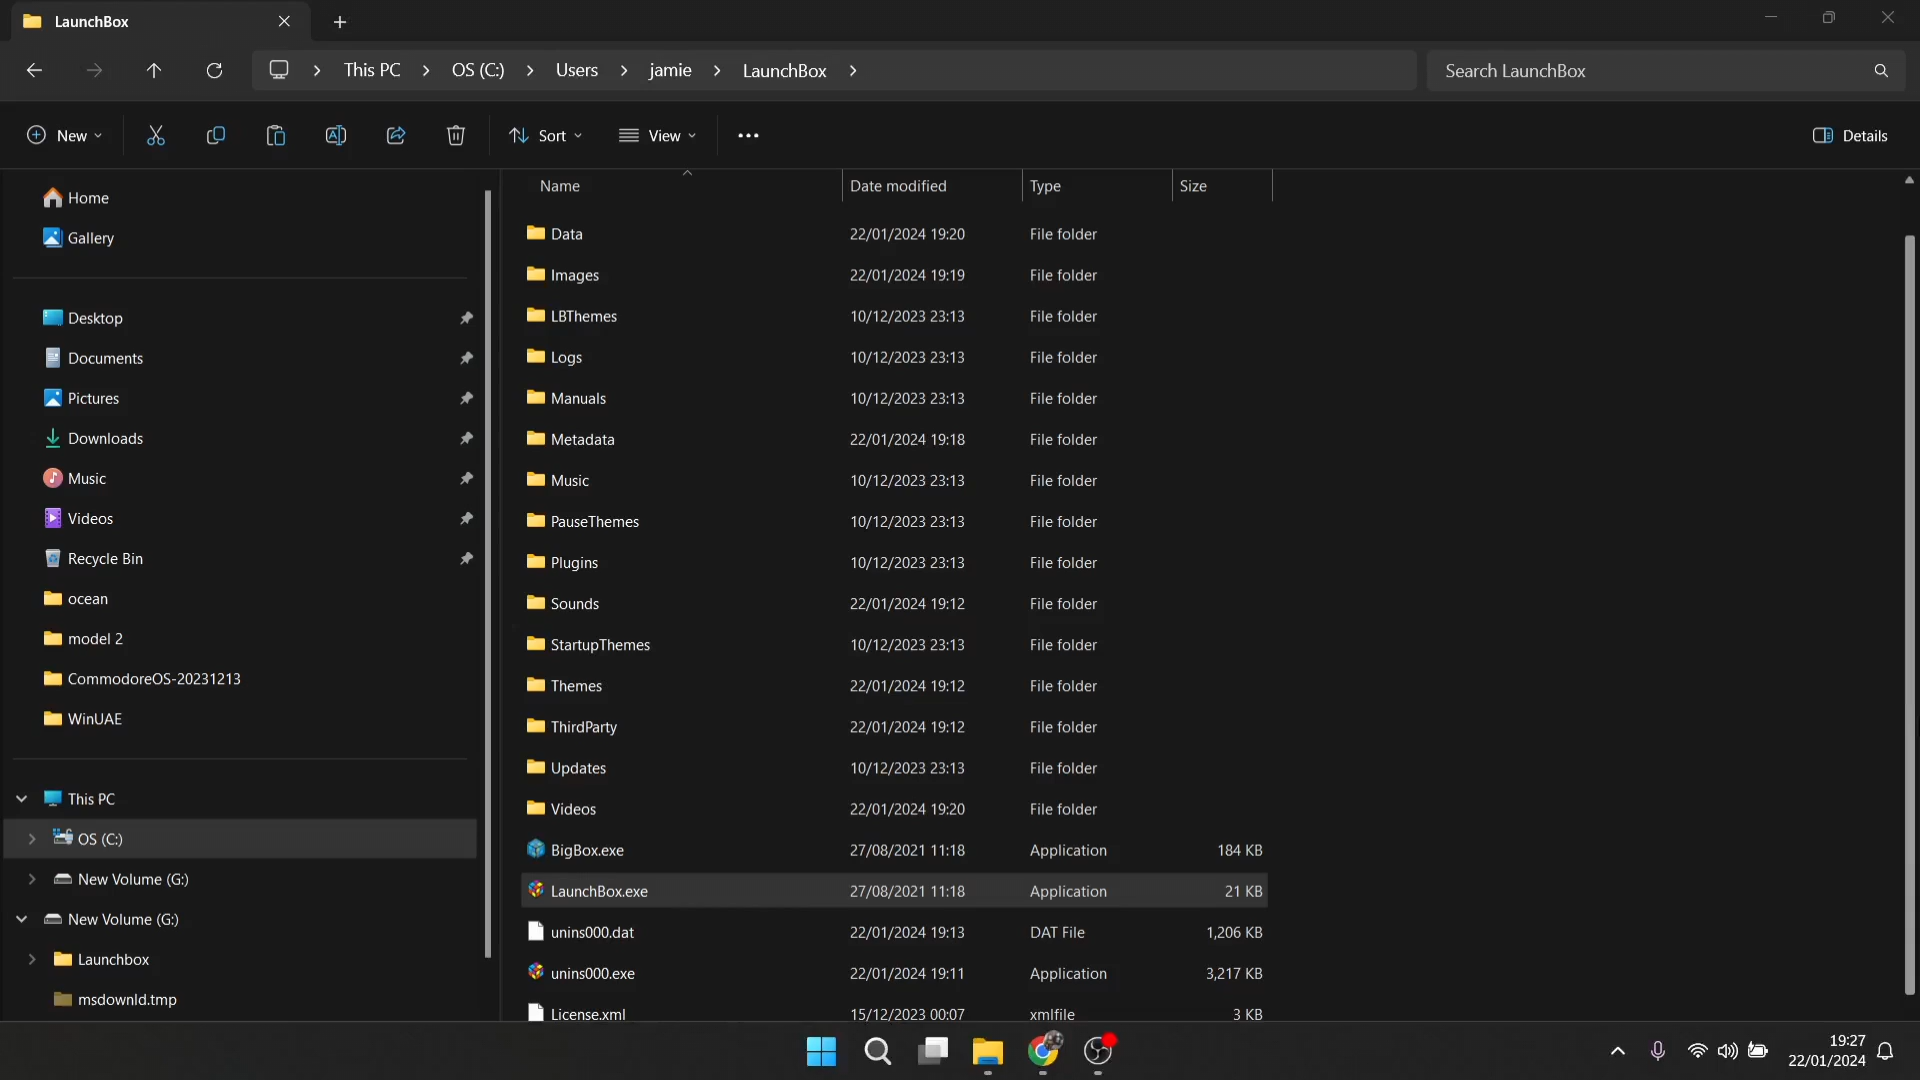 LaunchBox
This PC > OS (C:) > Users > jamie > LaunchBox >
Search LaunchBox
New
Sort
View
Details
Home
Gallery
Desktop
Documents
Pictures
Downloads
Music
Videos
Recycle Bin
ocean
model 2
CommodoreOS-20231213
WinUAE
This PC
OS (C:)
New Volume (G:)
New Volume (G:)
Launchbox
msdownld.tmp
Name Date modified Type Size
Data 22/01/2024 19:20 File folder
Images 22/01/2024 19:19 File folder
LBThemes 10/12/2023 23:13 File folder
Logs 10/12/2023 23:13 File folder
Manuals 10/12/2023 23:13 File folder
Metadata 22/01/2024 19:18 File folder
Music 10/12/2023 23:13 File folder
PauseThemes 10/12/2023 23:13 File folder
Plugins 10/12/2023 23:13 File folder
Sounds 22/01/2024 19:12 File folder
StartupThemes 10/12/2023 23:13 File folder
Themes 22/01/2024 19:12 File folder
ThirdParty 22/01/2024 19:12 File folder
Updates 10/12/2023 23:13 File folder
Videos 22/01/2024 19:20 File folder
BigBox.exe 27/08/2021 11:18 Application 184 KB
LaunchBox.exe 27/08/2021 11:18 Application 21 KB
unins000.dat 22/01/2024 19:13 DAT File 1,206 KB
unins000.exe 22/01/2024 19:11 Application 3,217 KB
License.xml 15/12/2023 00:07 xmlfile 3 KB
19:27
22/01/2024